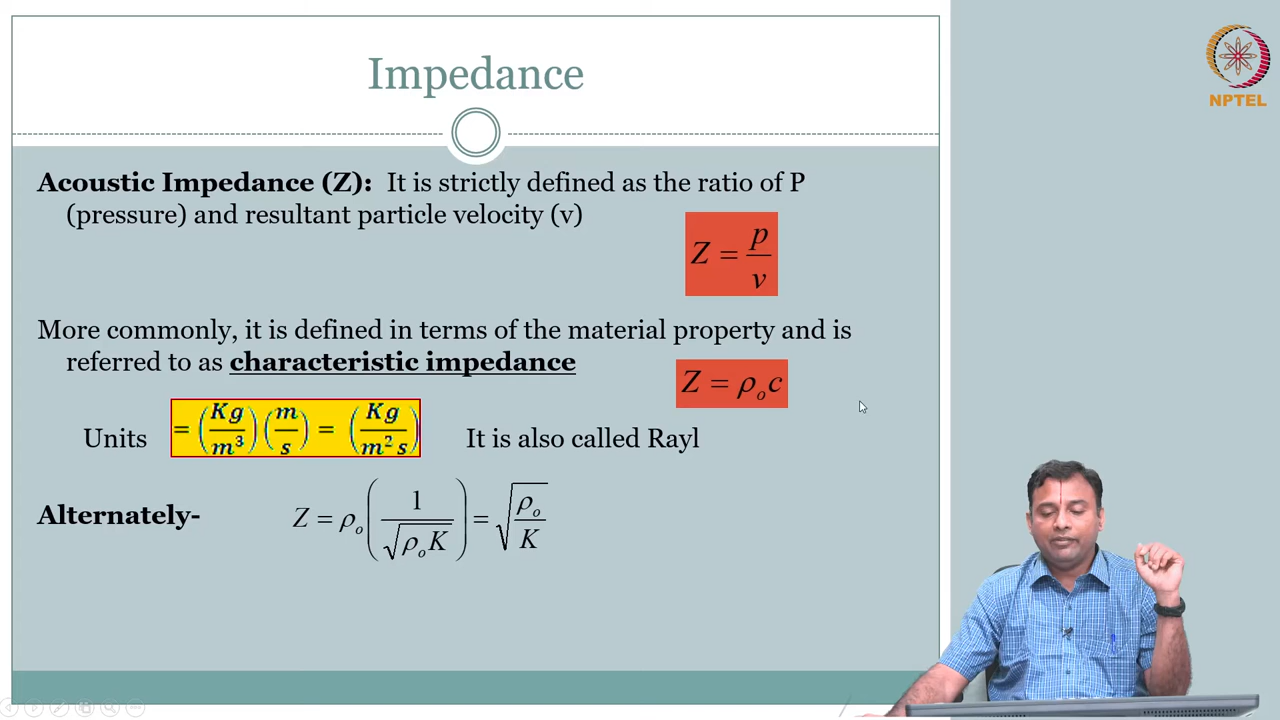 Impedance
NPTEL
Acoustic Impedance (Z): It is strictly defined as the ratio of P
(pressure) and resultant particle velocity (v)
Z = p/v
More commonly, it is defined in terms of the material property and is
referred to as characteristic impedance
Z = ρₒc
Units = (Kg/m³)(m/s) = (Kg/m² s) It is also called Rayl
Alternately- Z = ρₒ(1/√(ρₒK)) = √(ρₒ/K)